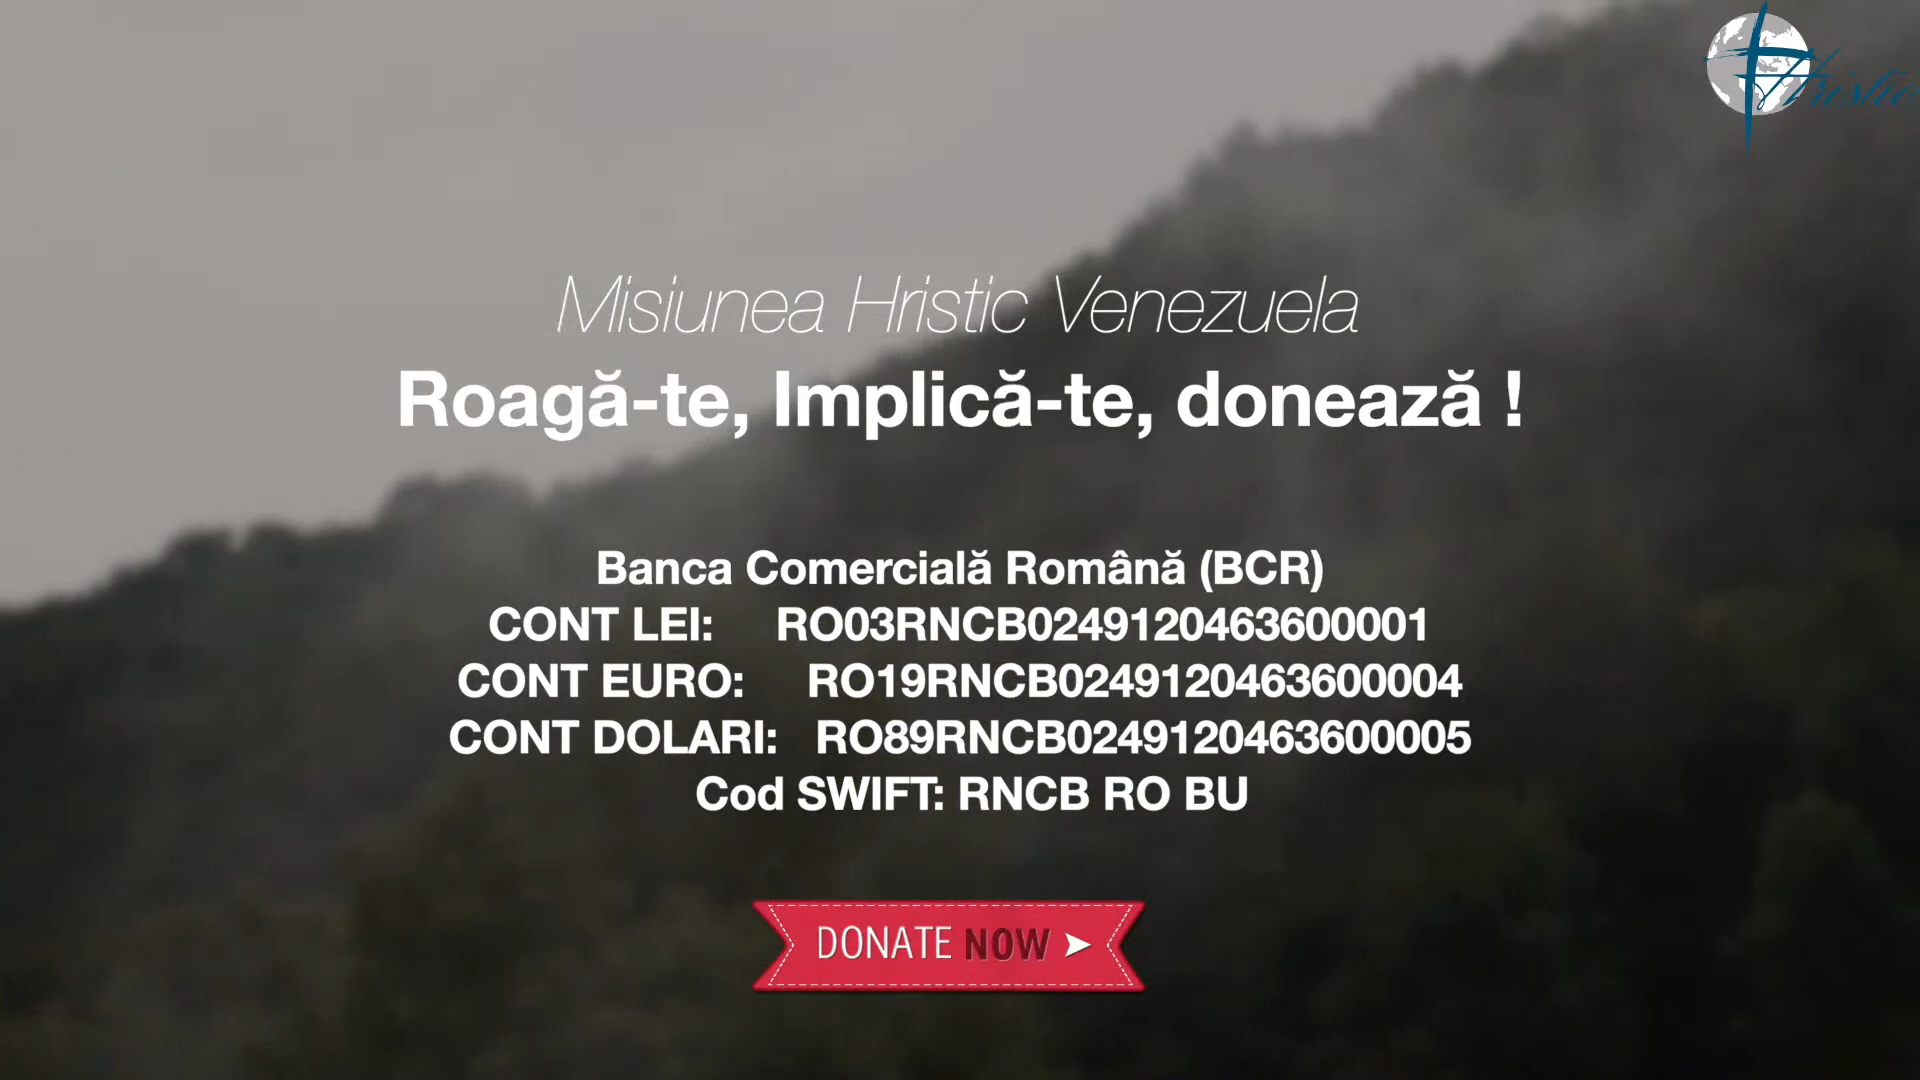 Hristic
Misiunea Hristic Venezuela
Roagă-te, Implică-te, donează !
Banca Comercială Română (BCR)
CONT LEI: RO03RNCB0249120463600001
CONT EURO: RO19RNCB0249120463600004
CONT DOLARI: RO89RNCB0249120463600005
Cod SWIFT: RNCB RO BU
DONATE NOW ➤